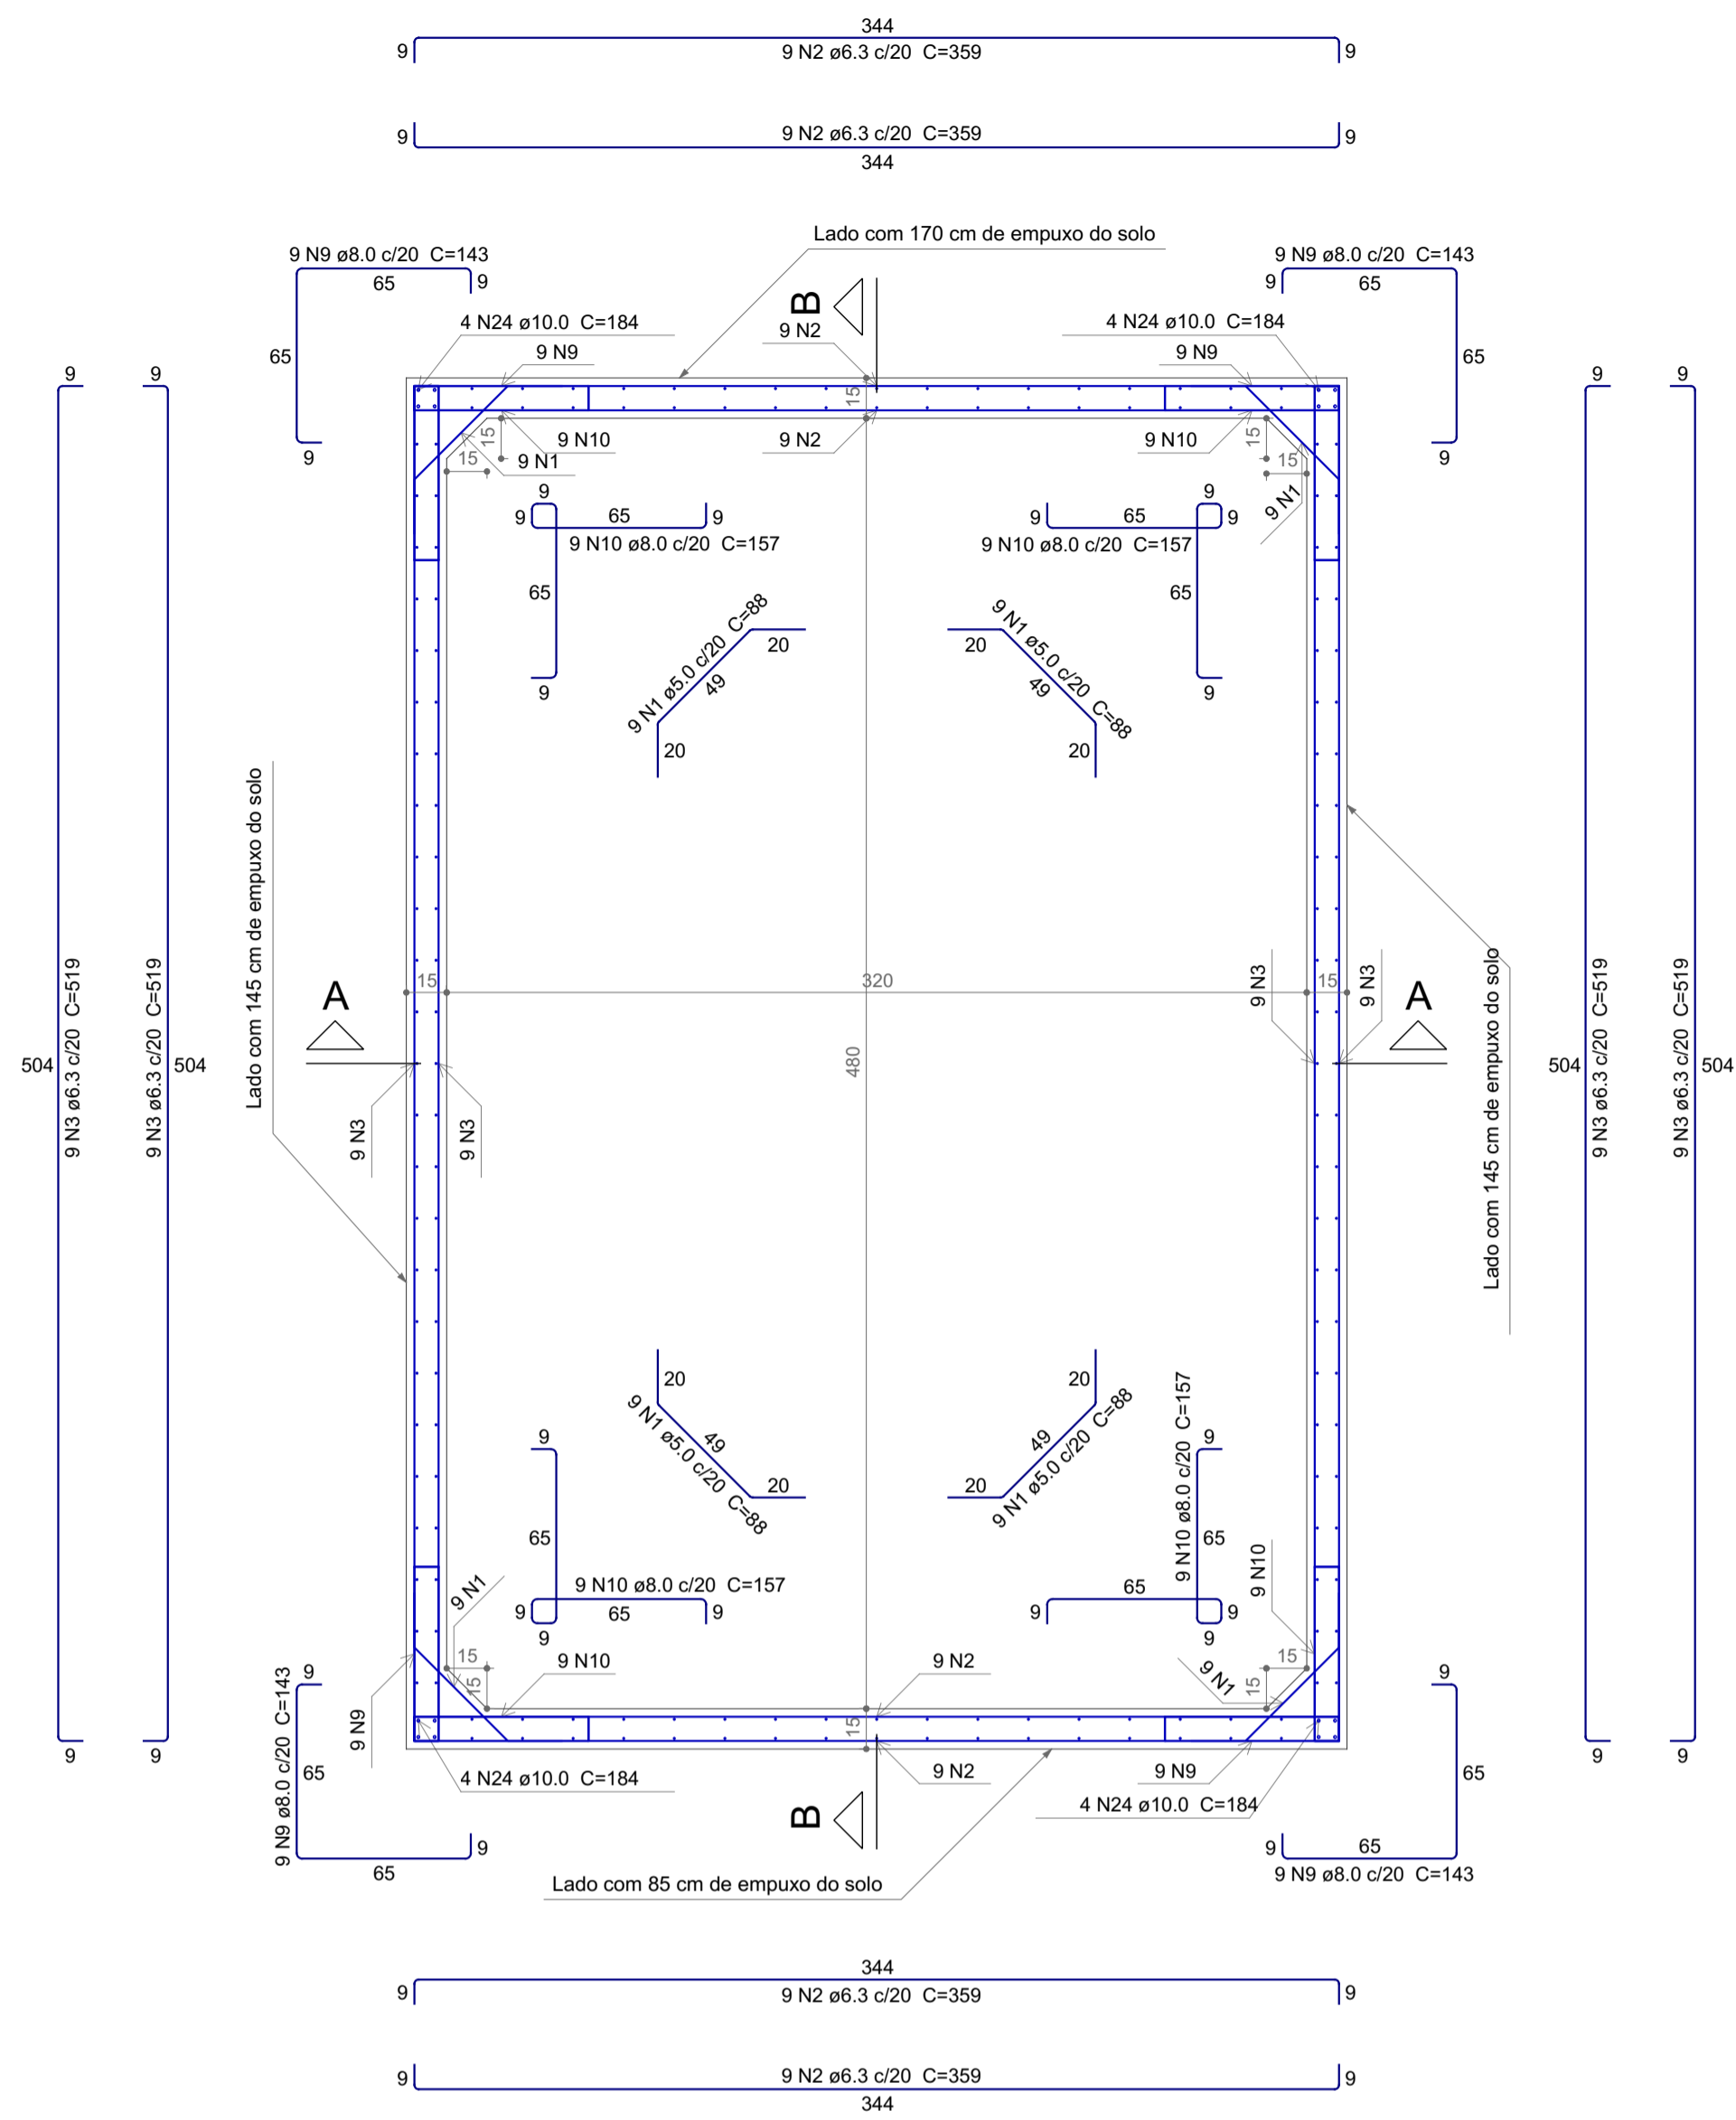 344
9 9 N2 ø6.3 c/20 C=359 9
9 9 N2 ø6.3 c/20 C=359 9
344
Lado com 170 cm de empuxo do solo
9 N9 ø8.0 c/20 C=143
65
9
65
9
9 N9 ø8.0 c/20 C=143
9
65
65
9
B
9 N2
4 N24 ø10.0 C=184
9 N9
4 N24 ø10.0 C=184
9 N9
15
9 N10
9 N2
9 N10
15
15
9 N1
15
15
9 N1
9
9
65
9
9 N10 ø8.0 c/20 C=157
65
9
9
9
65
9
9 N10 ø8.0 c/20 C=157
65
9
9 N1 ø5.0 c/20 C=88
49
20
20
9 N1 ø5.0 c/20 C=88
49
20
20
9
504
9 N3 ø6.3 c/20 C=519
9
9
9 N3 ø6.3 c/20 C=519
504
9
Lado com 145 cm de empuxo do solo
A
15
320
15
480
9 N3
9 N3
9 N3
9 N3
A
Lado com 145 cm de empuxo do solo
9
504
9 N3 ø6.3 c/20 C=519
9
9
9 N3 ø6.3 c/20 C=519
504
9
20
49
9 N1 ø5.0 c/20 C=88
20
20
49
9 N1 ø5.0 c/20 C=88
20
9
65
9 N10 ø8.0 c/20 C=157
9
65
9
9
9
9 N10 ø8.0 c/20 C=157
65
65
9
9
9
9 N1
15
15
9 N10
9 N2
9 N10
9 N1
15
15
15
9 N9
4 N24 ø10.0 C=184
9 N2
9 N9
4 N24 ø10.0 C=184
B
9
9 N9 ø8.0 c/20 C=143
65
9
65
9
65
9
65
9 N9 ø8.0 c/20 C=143
Lado com 85 cm de empuxo do solo
344
9 9 N2 ø6.3 c/20 C=359 9
9 9 N2 ø6.3 c/20 C=359 9
344